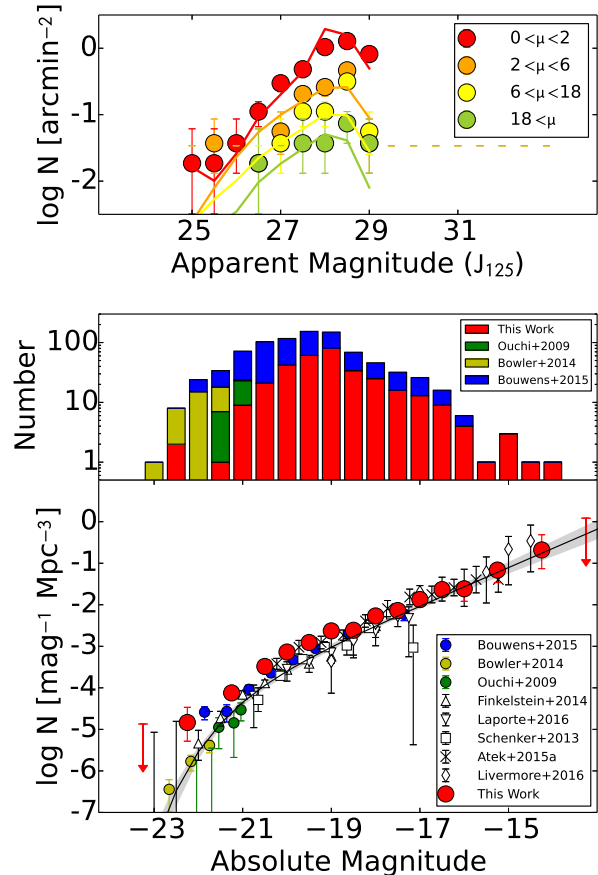 log N [arcmin⁻²]
0
-1
-2
0 <μ< 2
2 <μ< 6
6 <μ< 18
18 <μ
25
27
29
31
Apparent Magnitude (J₁₂₅)
Number
100
10
1
This Work
Ouchi+2009
Bowler+2014
Bouwens+2015
log N [mag⁻¹ Mpc⁻³]
0
-1
-2
-3
-4
-5
-6
-7
Bouwens+2015
Bowler+2014
Ouchi+2009
Finkelstein+2014
Laporte+2016
Schenker+2013
Atek+2015a
Livermore+2016
This Work
−23
−21
−19
−17
−15
Absolute Magnitude